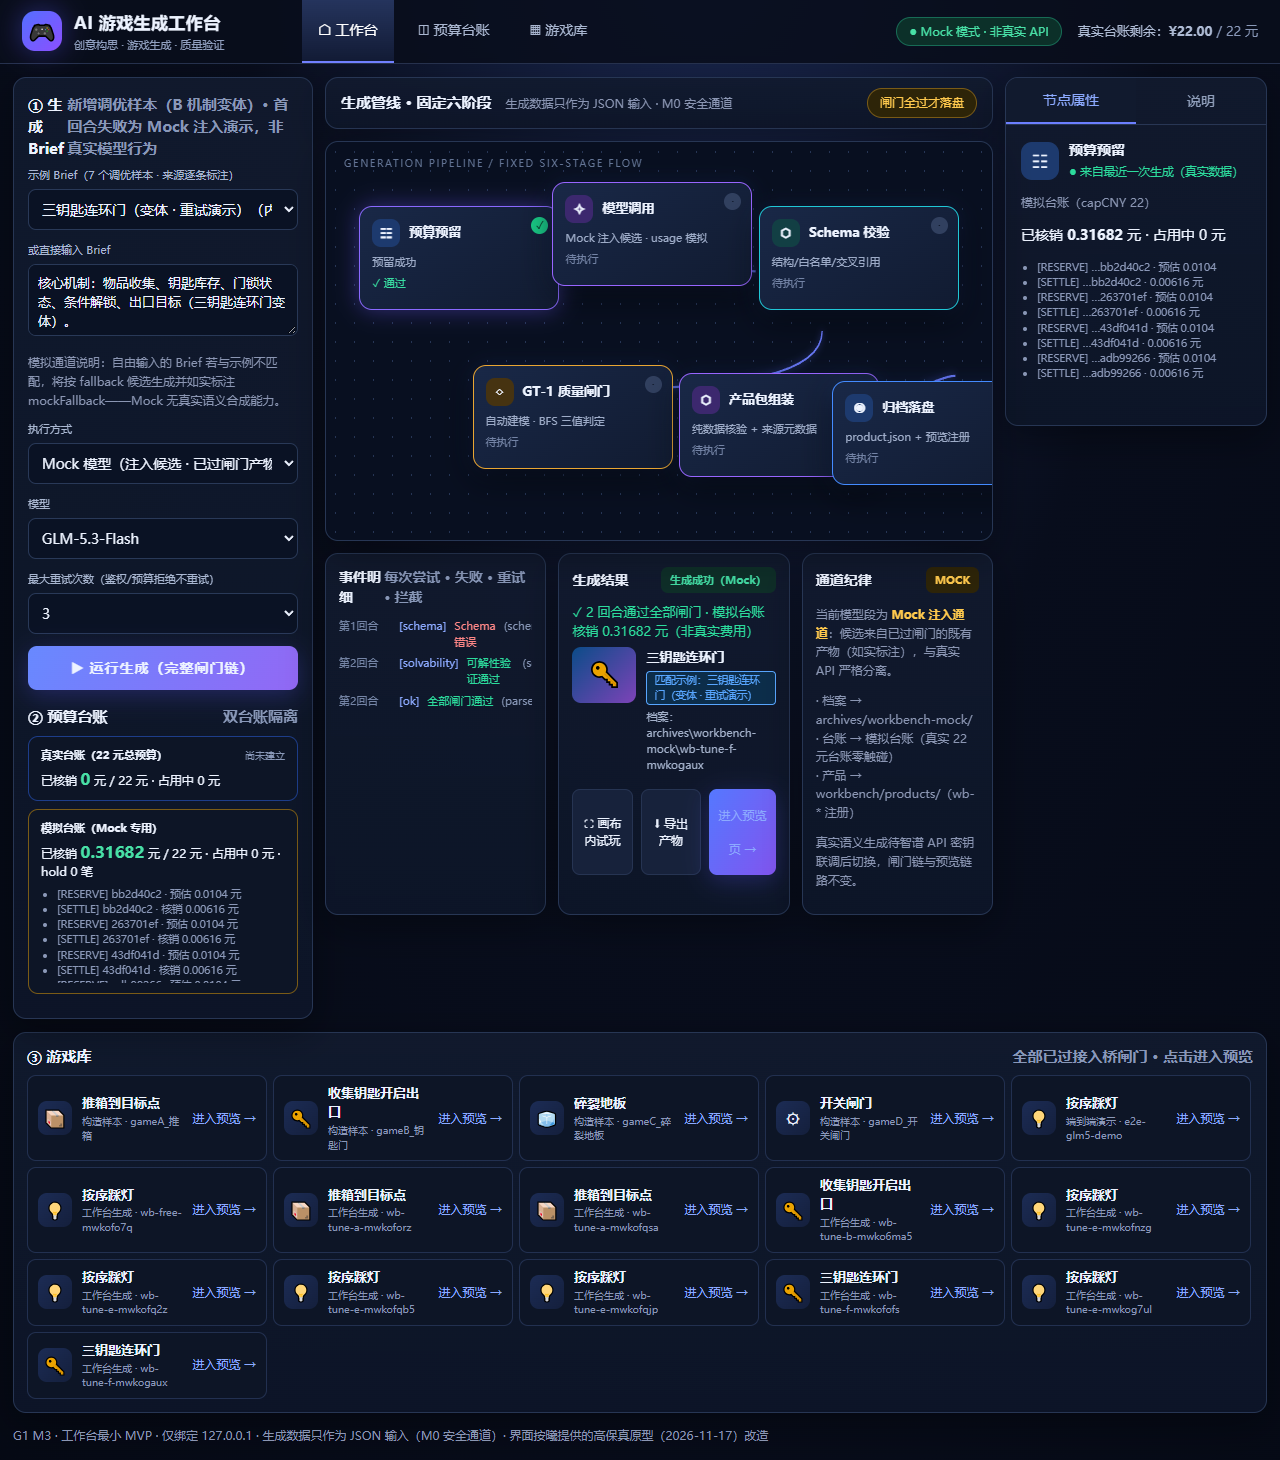 AI 游戏生成工作台
创意构思 · 游戏生成 · 质量验证
工作台
预算台账
游戏库
● Mock 模式 · 非真实 API
真实台账剩余：¥22.00 / 22 元
① 生成 Brief
新增调优样本（B 机制变体）• 首回合失败为 Mock 注入演示，非真实模型行为
示例 Brief（7 个调优样本 · 来源逐条标注）
三钥匙连环门（变体 · 重试演示）
或直接输入 Brief
核心机制：物品收集、钥匙库存、门锁状
态、条件解锁、出口目标（三钥匙连环门变
体）。
模拟通道说明：自由输入的 Brief 若与示例不匹
配，将按 fallback 候选生成并如实标注
mockFallback——Mock 无真实语义合成能力。
执行方式
Mock 模型（注入候选 · 已过闸门产物
模型
GLM-5.3-Flash
最大重试次数（鉴权/预算拒绝不重试）
3
▶ 运行生成（完整闸门链）
② 预算台账
双台账隔离
真实台账（22 元总预算）
尚未建立
已核销 0 元 / 22 元 · 占用中 0 元
模拟台账（Mock 专用）
已核销 0.31682 元 / 22 元 · 占用中 0 元 ·
hold 0 笔
[RESERVE] bb2d40c2 · 预估 0.0104 元
[SETTLE] bb2d40c2 · 核销 0.00616 元
[RESERVE] 263701ef · 预估 0.0104 元
[SETTLE] 263701ef · 核销 0.00616 元
[RESERVE] 43df041d · 预估 0.0104 元
[SETTLE] 43df041d · 核销 0.00616 元
生成管线 • 固定六阶段
生成数据只作为 JSON 输入 · M0 安全通道
闸门全过才落盘
GENERATION PIPELINE / FIXED SIX-STAGE FLOW
预算预留
预留成功
✓ 通过
模型调用
Mock 注入候选 · usage 模拟
待执行
Schema 校验
结构/白名单/交叉引用
待执行
GT-1 质量闸门
自动建模 · BFS 三值判定
待执行
产品包组装
纯数据核验 + 来源元数据
待执行
归档落盘
product.json + 预览注册
待执行
事件明细
每次尝试 • 失败 • 重试 • 拦截
第1回合 [schema] Schema 错误 (sche
第2回合 [solvability] 可解性验证通过 (s
第2回合 [ok] 全部闸门通过 (parse
生成结果
生成成功（Mock）
✓ 2 回合通过全部闸门 · 模拟台账
核销 0.31682 元（非真实费用）
三钥匙连环门
匹配示例：三钥匙连环
门（变体 · 重试演示）
档案：
archives\workbench-
mock\wb-tune-f-
mwkogaux
画布
内试玩
⬇ 导出
产物
进入预览
页 →
通道纪律
MOCK
当前模型段为 Mock 注入通
道：候选来自已过闸门的既有
产物（如实标注），与真实
API 严格分离。
· 档案 →
archives/workbench-mock/
· 台账 → 模拟台账（真实 22
元台账零触碰）
· 产品 →
workbench/products/（wb-
* 注册）
真实语义生成待智谱 API 密钥
联调后切换，闸门链与预览链
路不变。
节点属性
说明
预算预留
● 来自最近一次生成（真实数据）
模拟台账（capCNY 22）
已核销 0.31682 元 · 占用中 0 元
[RESERVE] ...bb2d40c2 · 预估 0.0104
[SETTLE] ...bb2d40c2 · 0.00616 元
[RESERVE] ...263701ef · 预估 0.0104
[SETTLE] ...263701ef · 0.00616 元
[RESERVE] ...43df041d · 预估 0.0104
[SETTLE] ...43df041d · 0.00616 元
[RESERVE] ...adb99266 · 预估 0.0104
[SETTLE] ...adb99266 · 0.00616 元
③ 游戏库
全部已过接入桥闸门 • 点击进入预览
推箱到目标点
构造样本 · gameA_推
箱
进入预览 →
收集钥匙开启出
口
构造样本 · gameB_钥
匙门
进入预览 →
碎裂地板
构造样本 · gameC_碎
裂地板
进入预览 →
开关闸门
构造样本 · gameD_开
关闸门
进入预览 →
按序踩灯
端到端演示 · e2e-
glm5-demo
进入预览 →
按序踩灯
工作台生成 · wb-free-
mwkofo7q
进入预览 →
推箱到目标点
工作台生成 · wb-
tune-a-mwkoforz
进入预览 →
推箱到目标点
工作台生成 · wb-
tune-a-mwkofqsa
进入预览 →
收集钥匙开启出
口
工作台生成 · wb-
tune-b-mwko6ma5
进入预览 →
按序踩灯
工作台生成 · wb-
tune-e-mwkofnzg
进入预览 →
按序踩灯
工作台生成 · wb-
tune-e-mwkofq2z
进入预览 →
按序踩灯
工作台生成 · wb-
tune-e-mwkofqb5
进入预览 →
按序踩灯
工作台生成 · wb-
tune-e-mwkofqjp
进入预览 →
三钥匙连环门
工作台生成 · wb-
tune-f-mwkofofs
进入预览 →
按序踩灯
工作台生成 · wb-
tune-e-mwkog7ul
进入预览 →
三钥匙连环门
工作台生成 · wb-
tune-f-mwkogaux
进入预览 →
G1 M3 · 工作台最小 MVP · 仅绑定 127.0.0.1 · 生成数据只作为 JSON 输入（M0 安全通道）· 界面按曦提供的高保真原型（2026-11-17）改造